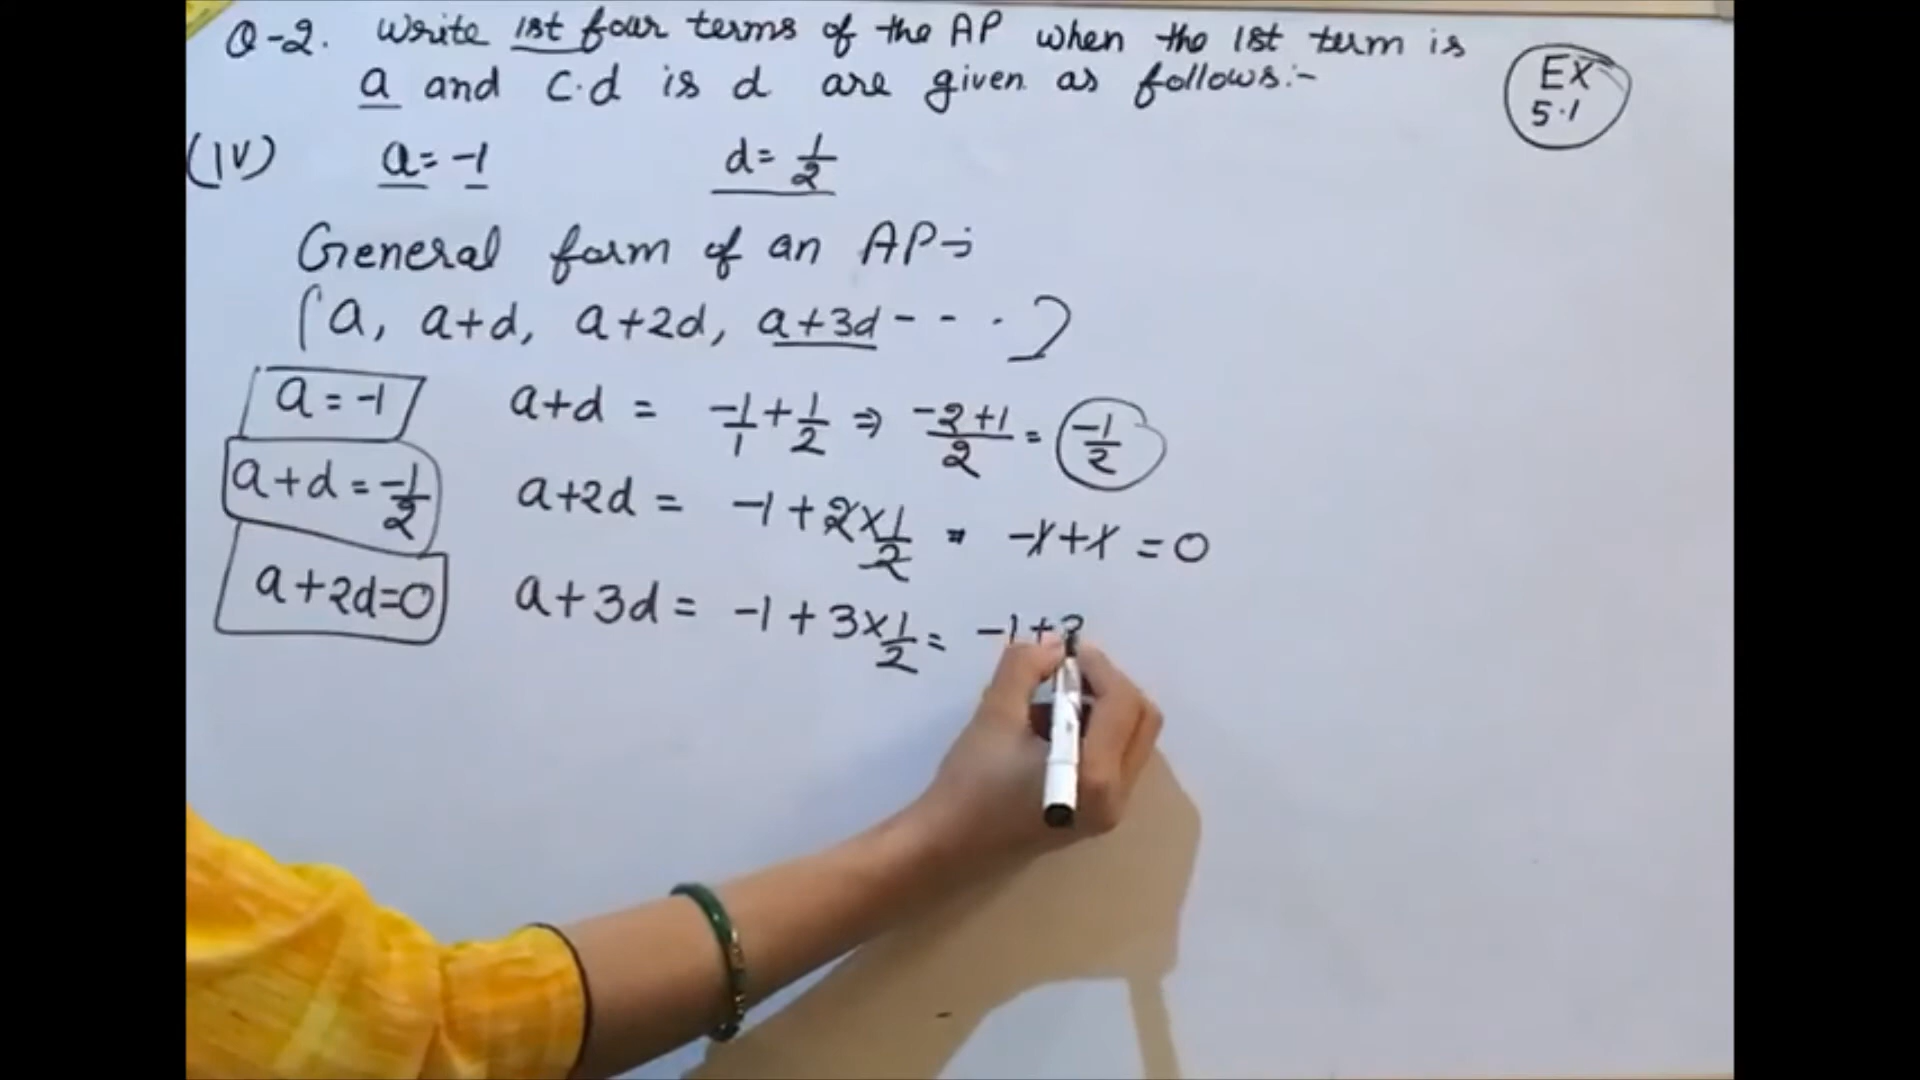 Q-2. Write 1st four terms of the AP when the 1st term is
a and C.d is d are given as follows:-
EX
5.1
(IV) a = -1 d = 1/2
General form of an AP :-
(a, a+d, a+2d, a+3d - - - .)
a = -1
a+d = -1/1 + 1/2 ⇒ -2+1/2 = -1/2
a+d = -1/2
a+2d = -1 + 2×1/2 = -1+1 = 0
a+2d=0
a+3d = -1 + 3×1/2 = -1+3